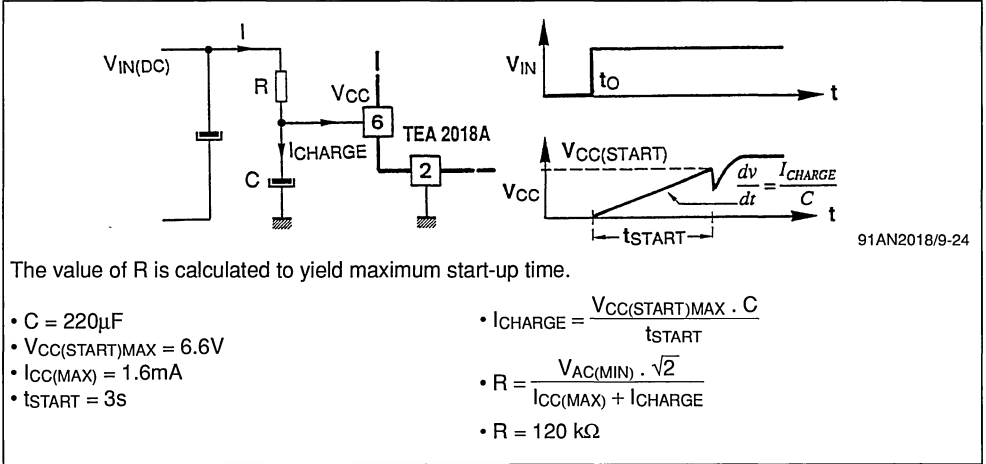 I
VIN(DC)
R
VCC
6
TEA 2018A
ICHARGE
2
C
VIN
tO
t
VCC(START)
VCC
dv/dt = ICHARGE/C
t
tSTART
91AN2018/9-24
The value of R is calculated to yield maximum start-up time.
• C = 220µF
• VCC(START)MAX = 6.6V
• ICC(MAX) = 1.6mA
• tSTART = 3s
• ICHARGE = VCC(START)MAX . C / tSTART
• R = VAC(MIN) . √2 / ICC(MAX) + ICHARGE
• R = 120 kΩ